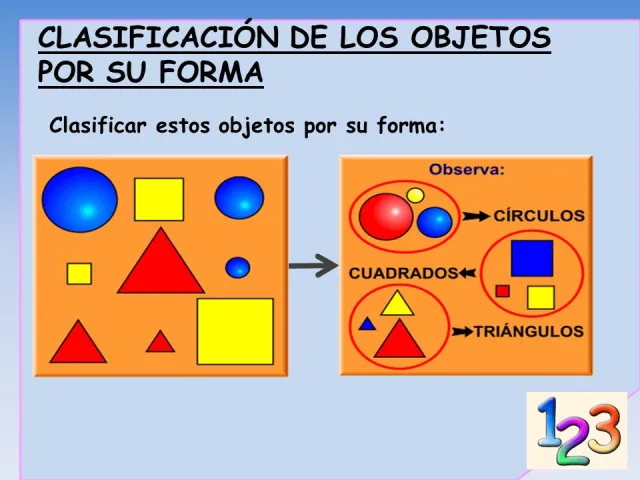 CLASIFICACIÓN DE LOS OBJETOS
POR SU FORMA
Clasificar estos objetos por su forma:
Observa:
CÍRCULOS
CUADRADOS
TRIÁNGULOS
123